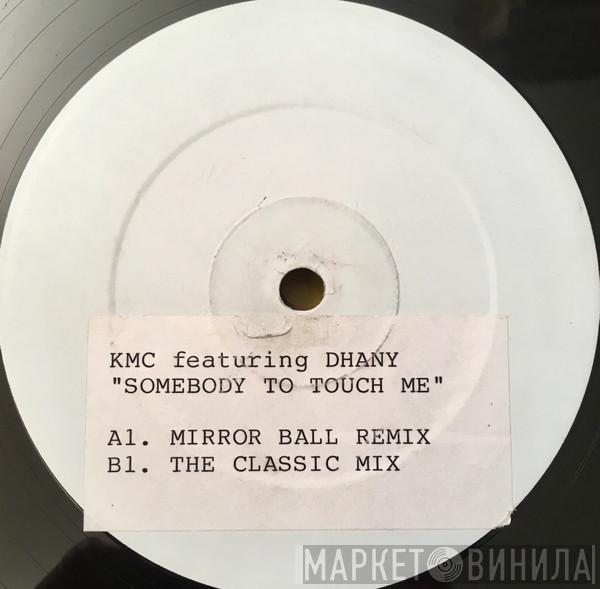 KMC featuring DHANY
"SOMEBODY TO TOUCH ME"
A1. MIRROR BALL REMIX
B1. THE CLASSIC MIX
МАРКЕТ ВИНИЛА